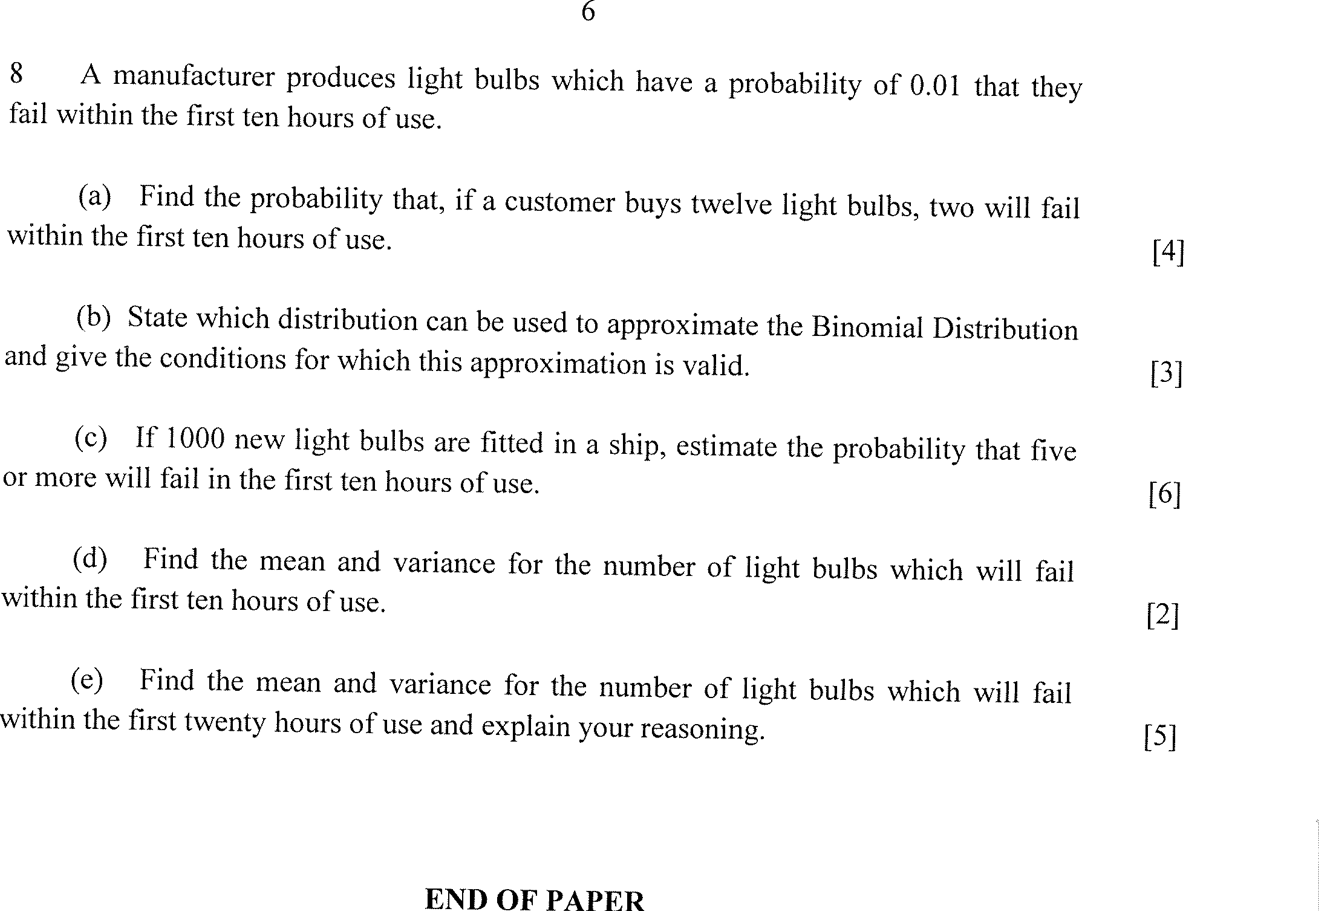 6
8 A manufacturer produces light bulbs which have a probability of 0.01 that they
fail within the first ten hours of use.
(a) Find the probability that, if a customer buys twelve light bulbs, two will fail
within the first ten hours of use.
[4]
(b) State which distribution can be used to approximate the Binomial Distribution
and give the conditions for which this approximation is valid.
[3]
(c) If 1000 new light bulbs are fitted in a ship, estimate the probability that five
or more will fail in the first ten hours of use.
[6]
(d) Find the mean and variance for the number of light bulbs which will fail
within the first ten hours of use.
[2]
(e) Find the mean and variance for the number of light bulbs which will fail
within the first twenty hours of use and explain your reasoning.
[5]
END OF PAPER